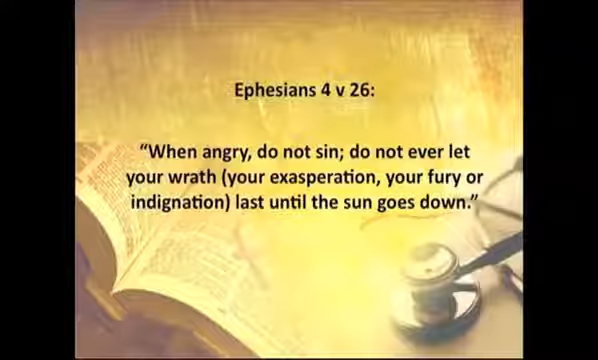 Ephesians 4 v 26:
“When angry, do not sin; do not ever let
your wrath (your exasperation, your fury or
indignation) last until the sun goes down.”